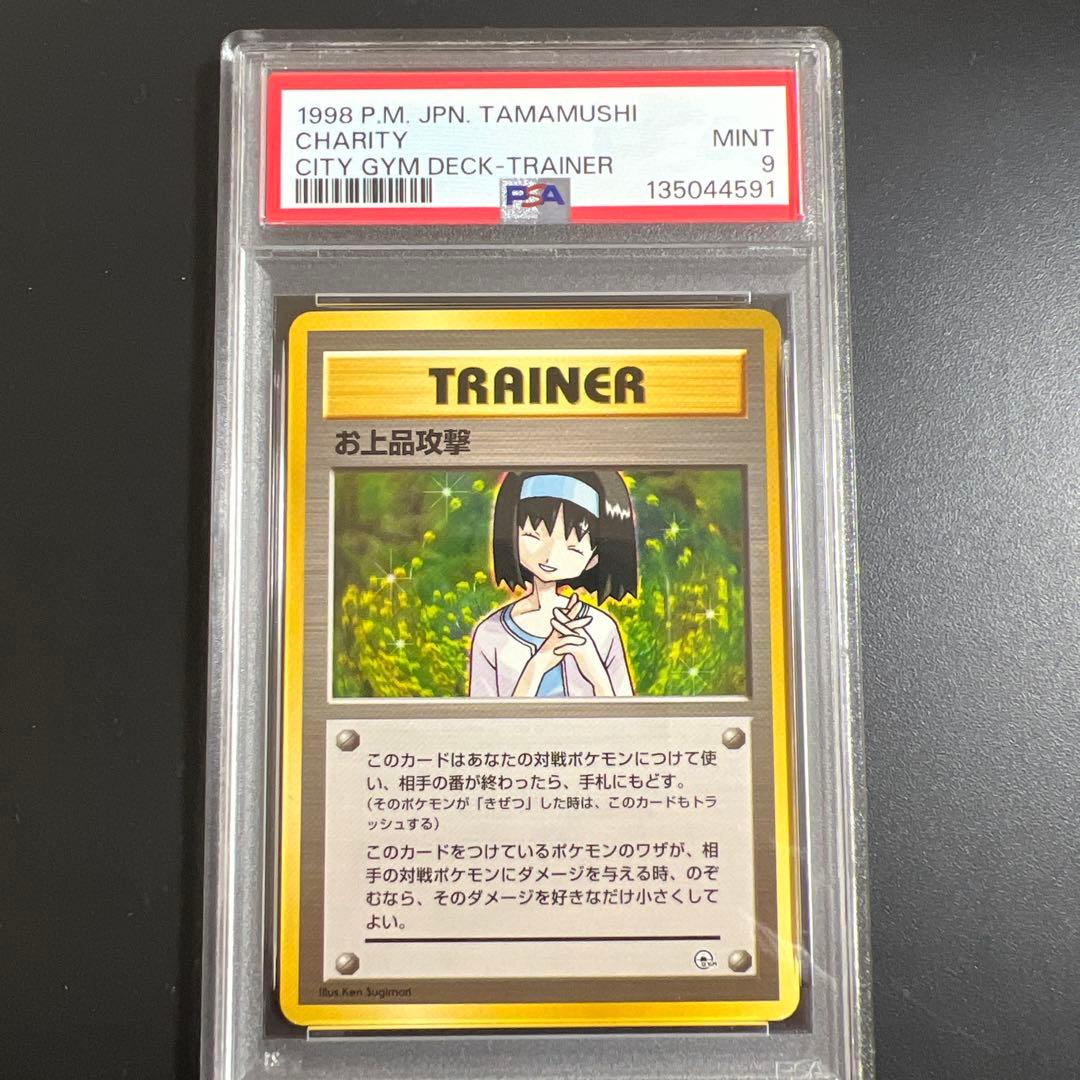 1998 P.M. JPN. TAMAMUSHI
CHARITY MINT
CITY GYM DECK-TRAINER 9
PSA 135044591
TRAINER
お上品攻撃
このカードはあなたの対戦ポケモンにつけて使
い、相手の番が終わったら、手札にもどす。
(そのポケモンが「きぜつ」した時は、このカードもトラ
ッシュする)
このカードをつけているポケモンのワザが、相
手の対戦ポケモンにダメージを与える時、のぞ
むなら、そのダメージを好きなだけ小さくして
よい。
Illus. Ken Sugimori